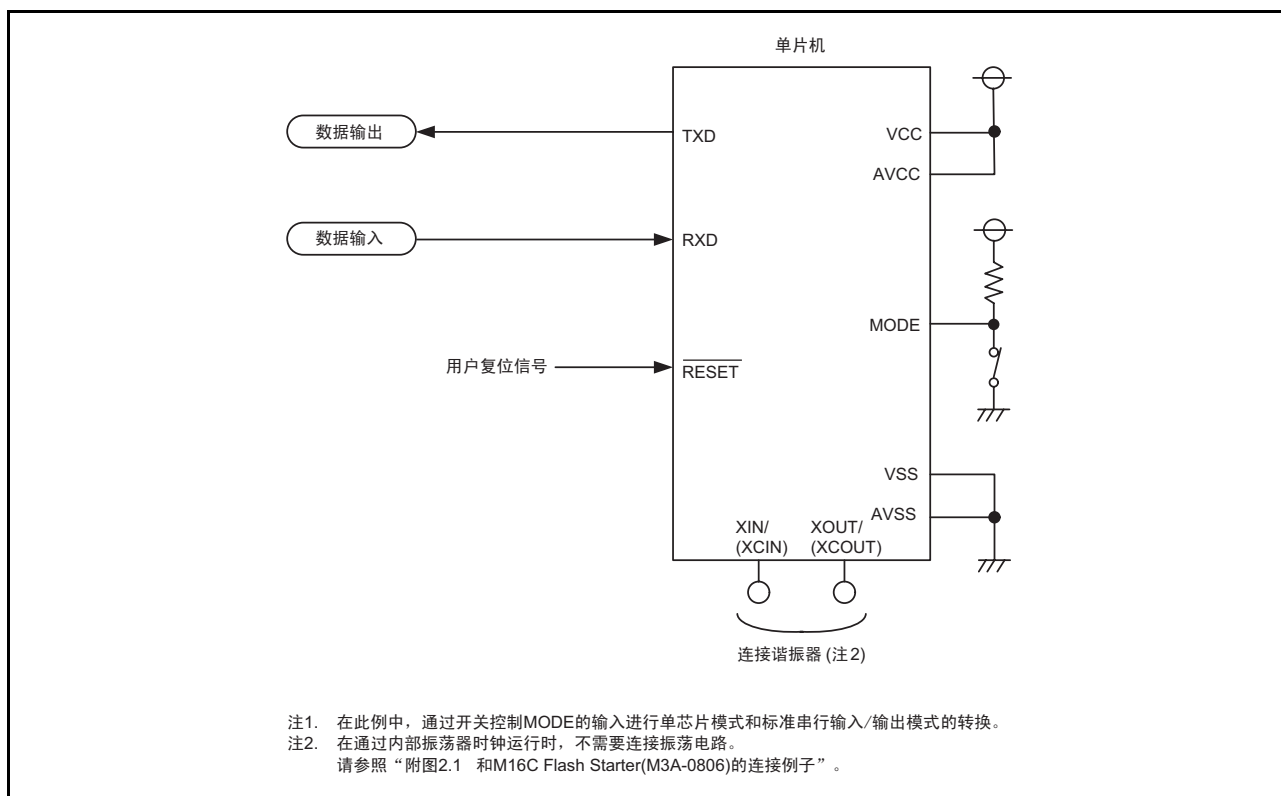 单片机
数据输出
TXD
VCC
AVCC
数据输入
RXD
MODE
用户复位信号
RESET
VSS
AVSS
XIN/
(XCIN)
XOUT/
(XCOUT)
连接谐振器 (注2)
注1. 在此例中，通过开关控制MODE的输入进行单芯片模式和标准串行输入/输出模式的转换。
注2. 在通过内部振荡器时钟运行时，不需要连接振荡电路。
请参照“附图2.1 和M16C Flash Starter(M3A-0806)的连接例子”。